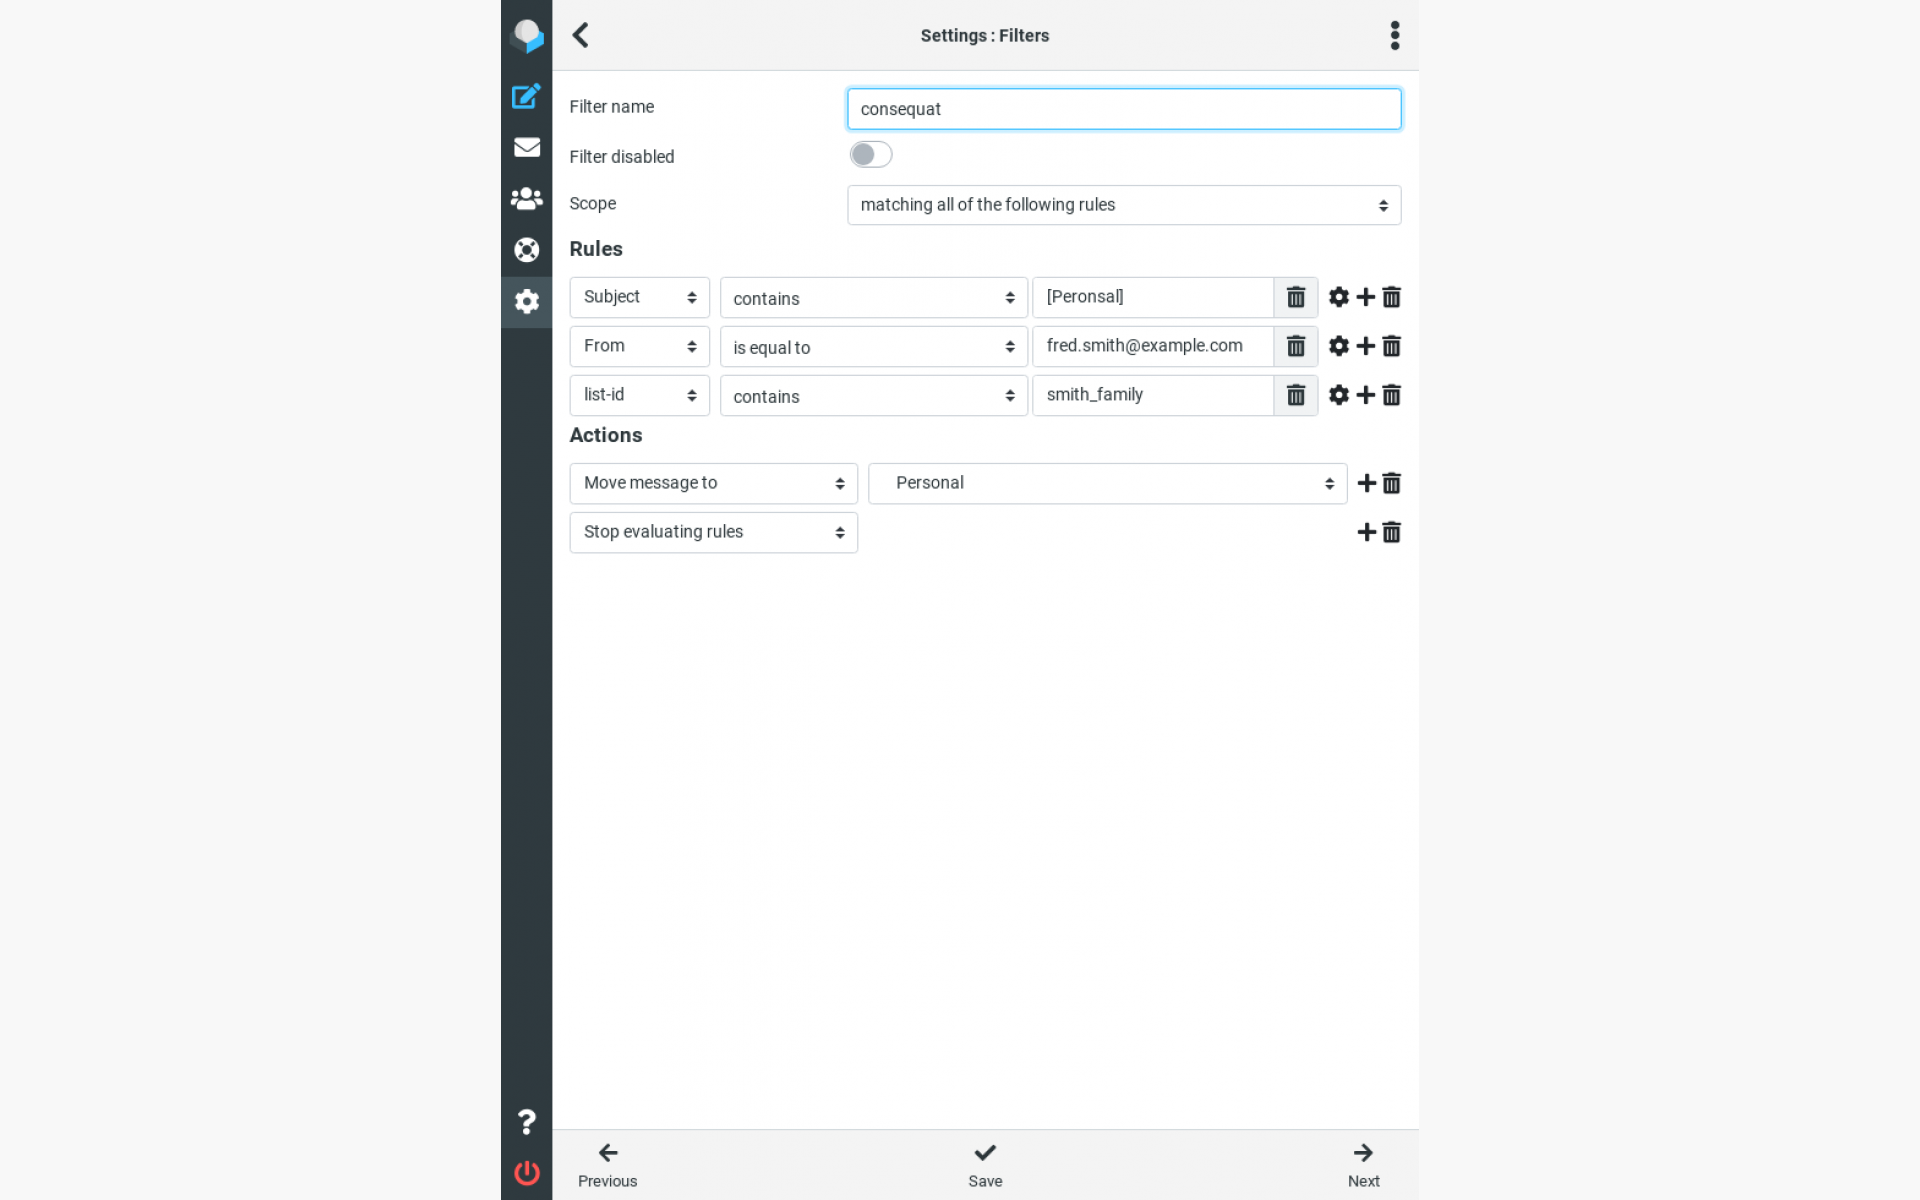 Settings : Filters
Filter name consequat
Filter disabled
Scope matching all of the following rules
Rules
Subject contains [Peronsal]
From is equal to fred.smith@example.com
list-id contains smith_family
Actions
Move message to Personal
Stop evaluating rules
Previous Save Next